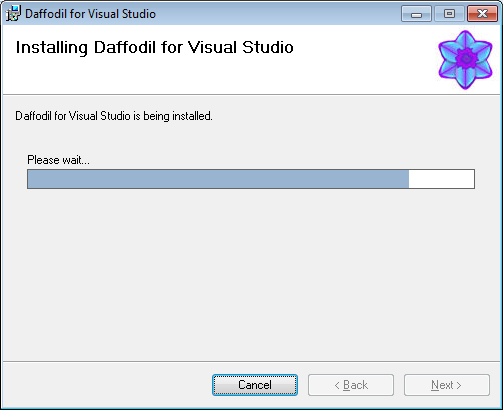 Daffodil for Visual Studio
Installing Daffodil for Visual Studio
Daffodil for Visual Studio is being installed.
Please wait...
Cancel
< Back
Next >